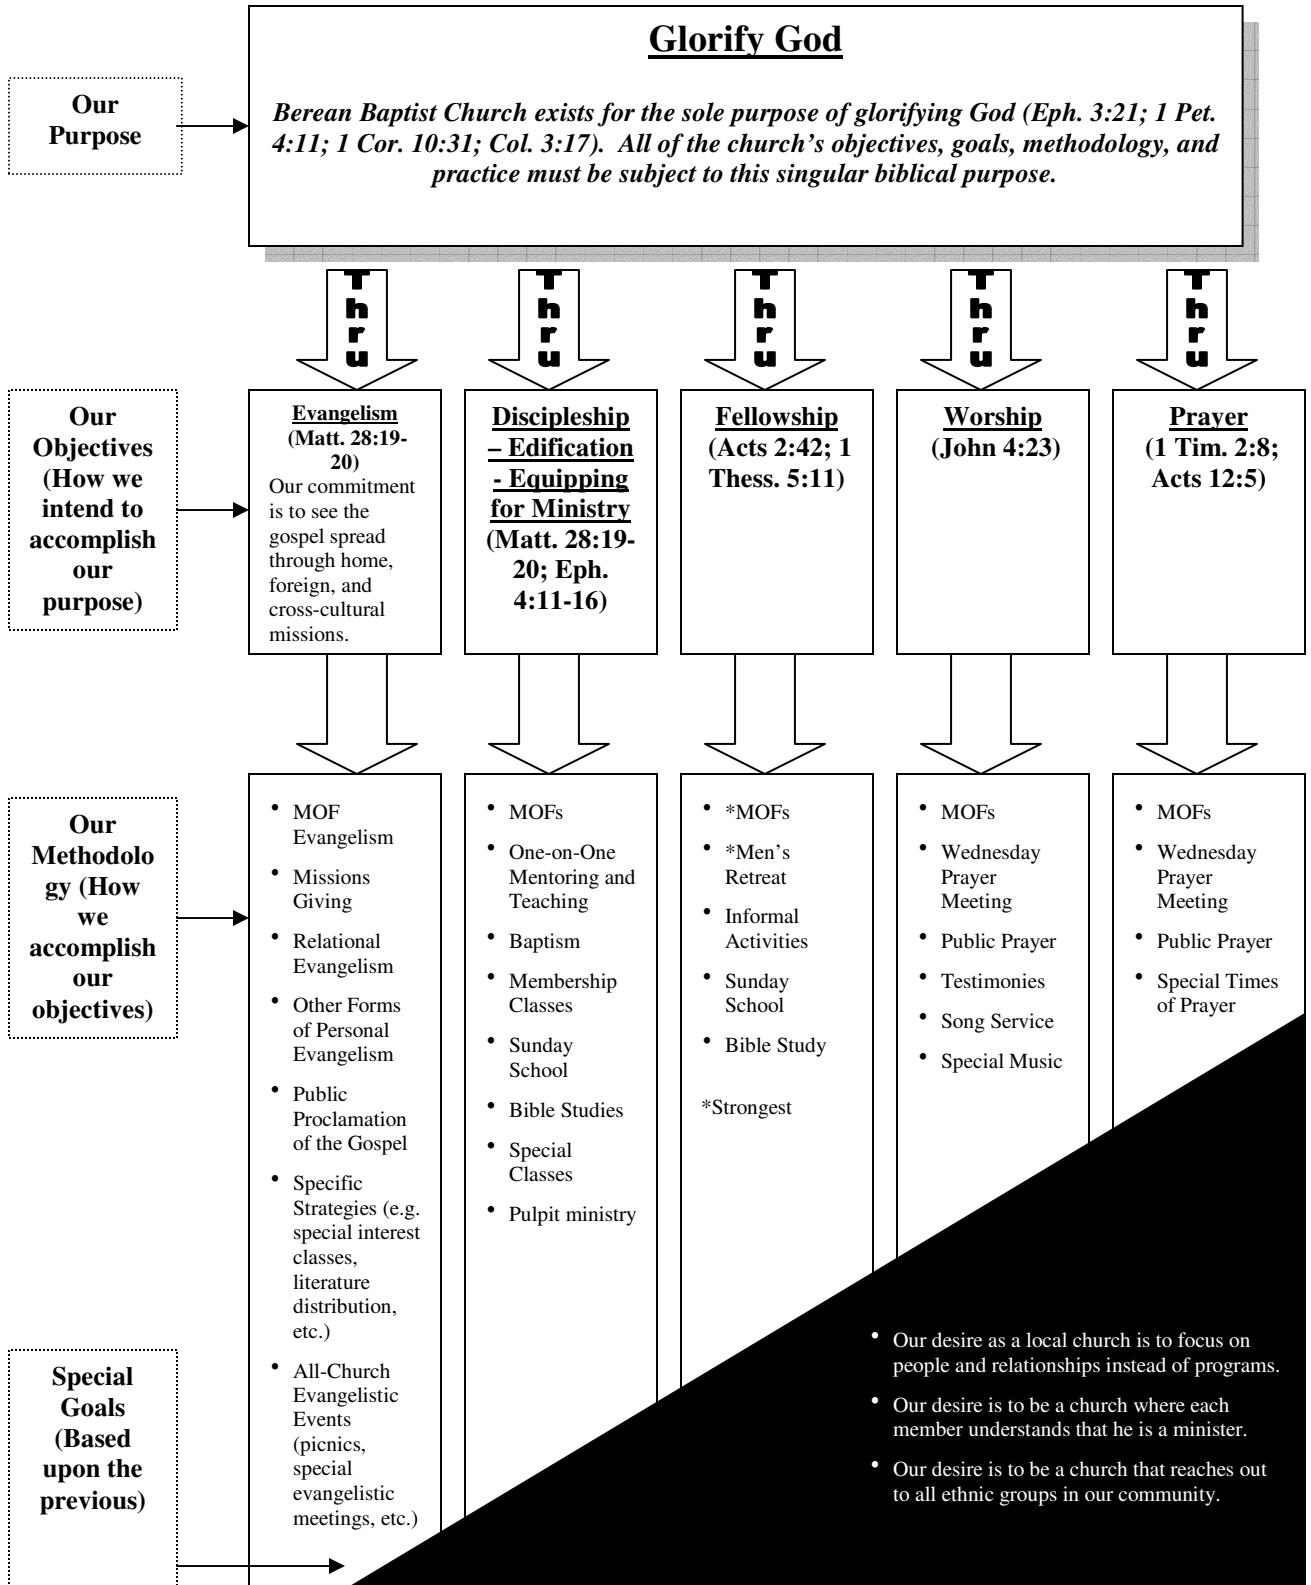 Glorify God
Our
Purpose
Berean Baptist Church exists for the sole purpose of glorifying God (Eph. 3:21; 1 Pet.
4:11; 1 Cor. 10:31; Col. 3:17).  All of the church’s objectives, goals, methodology, and
practice must be subject to this singular biblical purpose.
Thru
Thru
Thru
Thru
Thru
Our
Objectives
(How we
intend to
accomplish
our
purpose)
Evangelism
(Matt. 28:19-
20)
Our commitment
is to see the
gospel spread
through home,
foreign, and
cross-cultural
missions.
Discipleship
– Edification
- Equipping
for Ministry
(Matt. 28:19-
20; Eph.
4:11-16)
Fellowship
(Acts 2:42; 1
Thess. 5:11)
Worship
(John 4:23)
Prayer
(1 Tim. 2:8;
Acts 12:5)
Our
Methodolo
gy (How
we
accomplish
our
objectives)
• MOF
Evangelism
• Missions
Giving
• Relational
Evangelism
• Other Forms
of Personal
Evangelism
• Public
Proclamation
of the Gospel
• Specific
Strategies (e.g.
special interest
classes,
literature
distribution,
etc.)
• All-Church
Evangelistic
Events
(picnics,
special
evangelistic
meetings, etc.)
• MOFs
• One-on-One
Mentoring and
Teaching
• Baptism
• Membership
Classes
• Sunday
School
• Bible Studies
• Special
Classes
• Pulpit ministry
• *MOFs
• *Men’s
Retreat
• Informal
Activities
• Sunday
School
• Bible Study
*Strongest
• MOFs
• Wednesday
Prayer
Meeting
• Public Prayer
• Testimonies
• Song Service
• Special Music
• MOFs
• Wednesday
Prayer
Meeting
• Public Prayer
• Special Times
of Prayer
Special
Goals
(Based
upon the
previous)
• Our desire as a local church is to focus on
people and relationships instead of programs.
• Our desire is to be a church where each
member understands that he is a minister.
• Our desire is to be a church that reaches out
to all ethnic groups in our community.